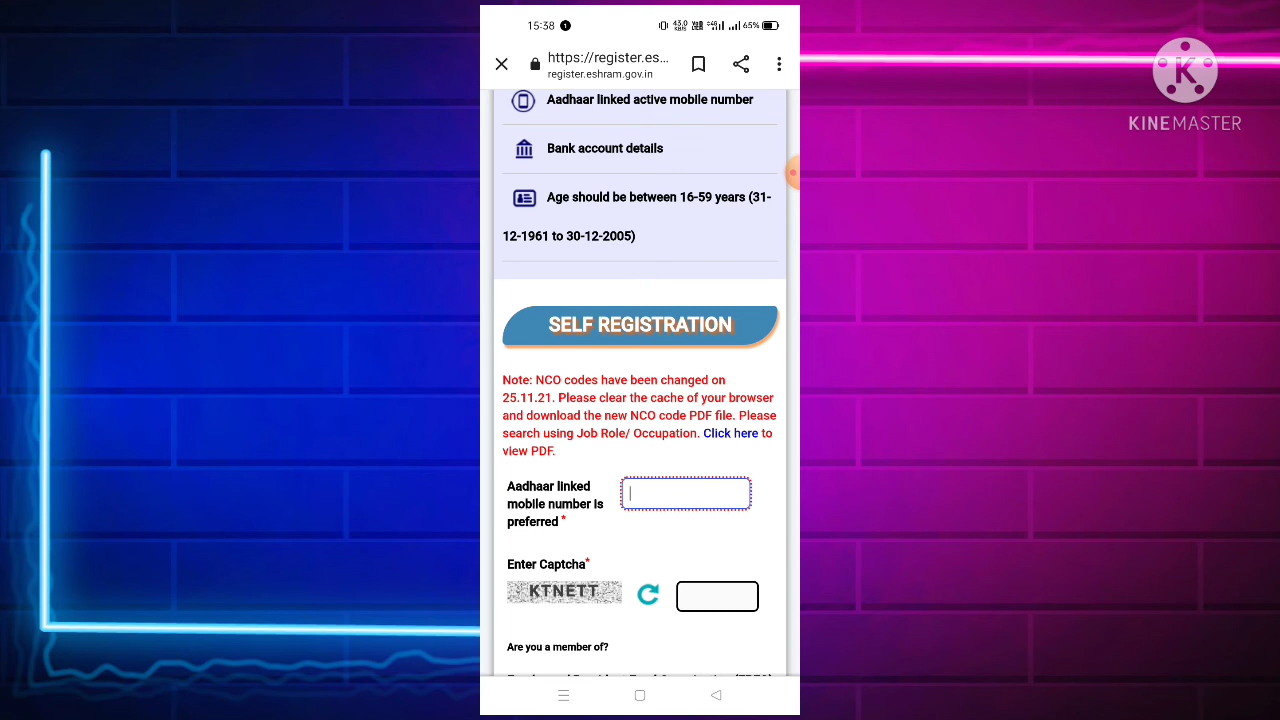 15:38 1 43.0 KB/S 65%
https://register.es...
register.eshram.gov.in
Aadhaar linked active mobile number
Bank account details
Age should be between 16-59 years (31-
12-1961 to 30-12-2005)
SELF REGISTRATION
Note: NCO codes have been changed on
25.11.21. Please clear the cache of your browser
and download the new NCO code PDF file. Please
search using Job Role/ Occupation. Click here to
view PDF.
Aadhaar linked
mobile number is
preferred *
Enter Captcha*
KTNETT
Are you a member of?
K
KINEMASTER